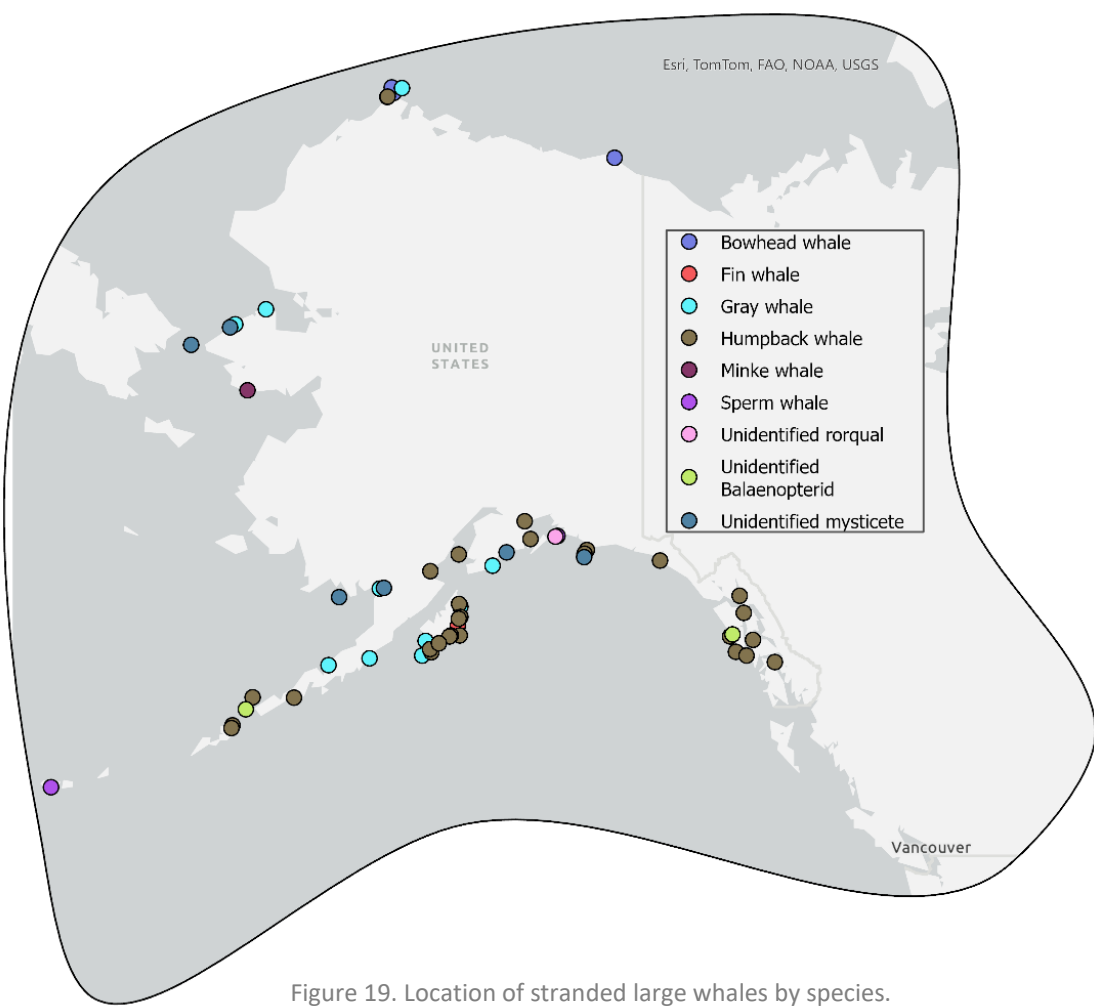 Esri, TomTom, FAO, NOAA, USGS
Bowhead whale
Fin whale
Gray whale
UNITED
STATES
Humpback whale
Minke whale
Sperm whale
Unidentified rorqual
Unidentified
Balaenopterid
Unidentified mysticete
Vancouver
Figure 19. Location of stranded large whales by species.